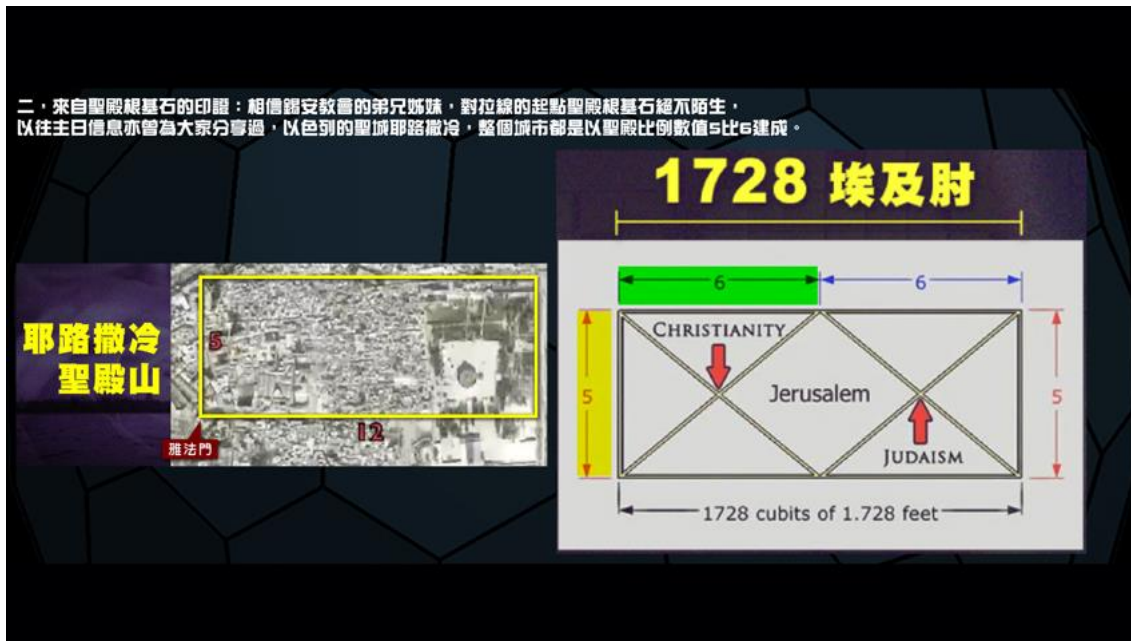 二，來自聖殿根基石的印證：相信錫安教會的弟兄姊妹，對拉線的起點聖殿根基石絕不陌生，
以往主日信息亦曾為大家分享過，以色列的聖城耶路撒冷，整個城市都是以聖殿比例數值5比6建成。
耶路撒冷
聖殿山
5
12
雅法門
1728 埃及肘
6
6
5
CHRISTIANITY
Jerusalem
JUDAISM
5
1728 cubits of 1.728 feet